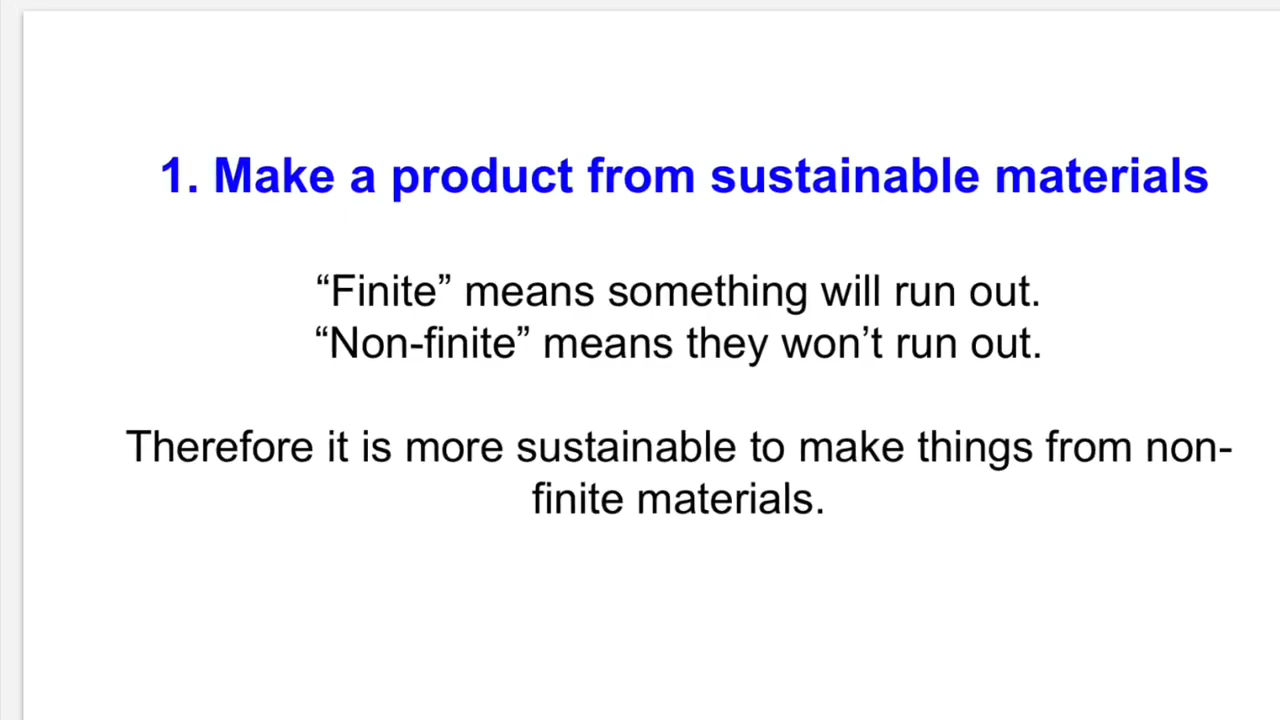 1. Make a product from sustainable materials
“Finite” means something will run out.
“Non-finite” means they won’t run out.
Therefore it is more sustainable to make things from non-
finite materials.